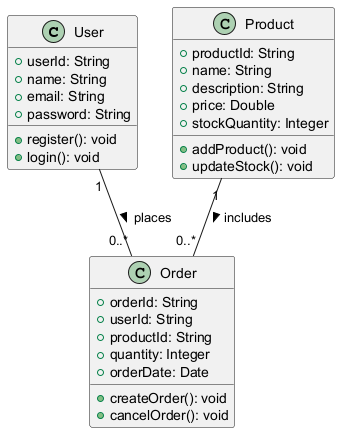 C User
+ userId: String
+ name: String
+ email: String
+ password: String
+ register(): void
+ login(): void
C Product
+ productId: String
+ name: String
+ description: String
+ price: Double
+ stockQuantity: Integer
+ addProduct(): void
+ updateStock(): void
1
places
0..*
1
includes
0..*
C Order
+ orderId: String
+ userId: String
+ productId: String
+ quantity: Integer
+ orderDate: Date
+ createOrder(): void
+ cancelOrder(): void